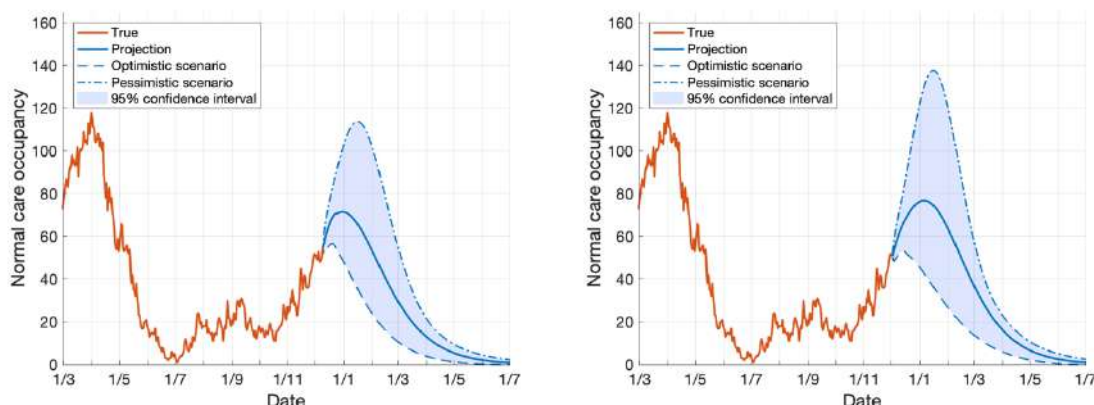 160
140
120
100
80
60
40
20
0
Normal care occupancy
True
Projection
Optimistic scenario
Pessimistic scenario
95% confidence interval
1/3 1/5 1/7 1/9 1/11 1/1 1/3 1/5 1/7
Date
160
140
120
100
80
60
40
20
0
Normal care occupancy
True
Projection
Optimistic scenario
Pessimistic scenario
95% confidence interval
1/3 1/5 1/7 1/9 1/11 1/1 1/3 1/5 1/7
Date